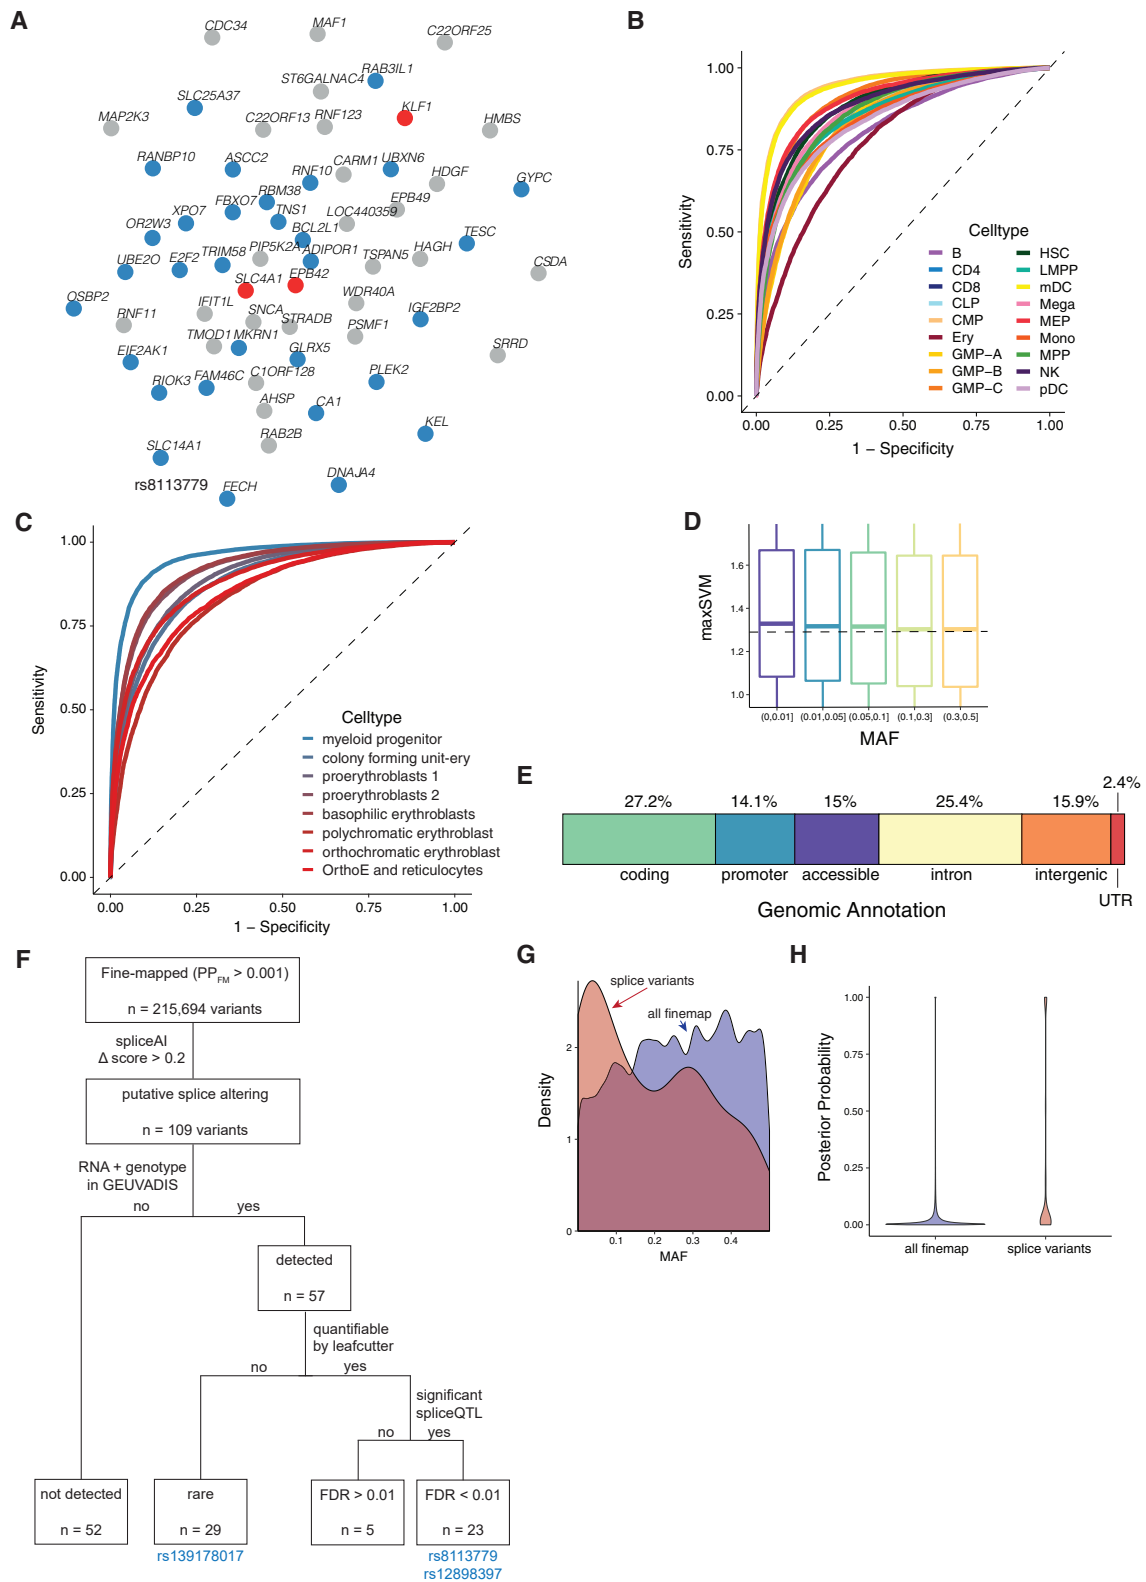 A
CDC34
MAF1
C22ORF25
RAB3IL1
ST6GALNAC4
SLC25A37
KLF1
MAP2K3
C22ORF13
RNF123
HMBS
RANBP10
ASCC2
CARM1
UBXN6
RNF10
HDGF
GYPC
RBM38
FBXO7
EPB49
XPO7
TNS1
LOC440359
OR2W3
BCL2L1
TESC
PIP5K2A
ADIPOR1
HAGH
UBE2O
E2F2
TRIM58
TSPAN5
CSDA
SLC4A1
EPB42
WDR40A
OSBP2
IFIT1L
SNCA
IGF2BP2
RNF11
STRADB
PSMF1
TMOD1
MKRN1
SRRD
EIF2AK1
GLRX5
RIOK3
FAM46C
C1ORF128
PLEK2
AHSP
CA1
KEL
RAB2B
SLC14A1
DNAJA4
rs8113779
FECH
B
1.00
0.75
0.50
0.25
0.00
Sensitivity
0.00
0.25
0.50
0.75
1.00
1 − Specificity
Celltype
B
CD4
CD8
CLP
CMP
Ery
GMP−A
GMP−B
GMP−C
HSC
LMPP
mDC
Mega
MEP
Mono
MPP
NK
pDC
C
1.00
0.75
0.50
0.25
0.00
Sensitivity
0.00
0.25
0.50
0.75
1.00
1 − Specificity
Celltype
myeloid progenitor
colony forming unit-ery
proerythroblasts 1
proerythroblasts 2
basophilic erythroblasts
polychromatic erythroblast
orthochromatic erythroblast
OrthoE and reticulocytes
D
maxSVM
1.6
1.4
1.2
1.0
(0,0.01]
(0.01,0.05]
(0.05,0.1]
(0.1,0.3]
(0.3,0.5]
MAF
E
2.4%
27.2%
14.1%
15%
25.4%
15.9%
coding
promoter
accessible
intron
intergenic
UTR
Genomic Annotation
F
Fine-mapped (PPFM > 0.001)
n = 215,694 variants
spliceAI
Δ score > 0.2
putative splice altering
n = 109 variants
RNA + genotype
in GEUVADIS
no
yes
detected
n = 57
quantifiable
by leafcutter
no
yes
significant
spliceQTL
no
yes
not detected
n = 52
rare
n = 29
FDR > 0.01
n = 5
FDR < 0.01
n = 23
rs139178017
rs8113779
rs12898397
G
splice variants
all finemap
Density
2
1
0
0.1
0.2
0.3
0.4
MAF
H
Posterior Probability
1.00
0.75
0.50
0.25
0.00
all finemap
splice variants